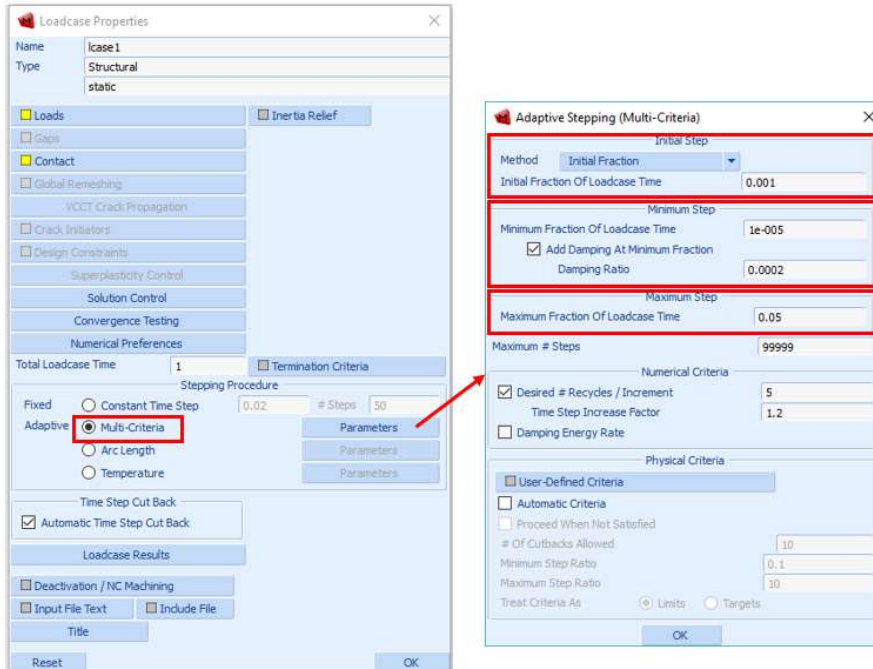 Loadcase Properties
Name lcase1
Type Structural
static
Loads Inertia Relief
Gaps
Contact
Global Remeshing
VCCT Crack Propagation
Crack Initiators
Design Constraints
Superplasticity Control
Solution Control
Convergence Testing
Numerical Preferences
Total Loadcase Time 1 Termination Criteria
Stepping Procedure
Fixed Constant Time Step 0.02 # Steps 50
Adaptive Multi-Criteria Parameters
Arc Length Parameters
Temperature Parameters
Time Step Cut Back
Automatic Time Step Cut Back
Loadcase Results
Deactivation / NC Machining
Input File Text Include File
Title
Reset OK
Adaptive Stepping (Multi-Criteria)
Initial Step
Method Initial Fraction
Initial Fraction Of Loadcase Time 0.001
Minimum Step
Minimum Fraction Of Loadcase Time 1e-005
Add Damping At Minimum Fraction
Damping Ratio 0.0002
Maximum Step
Maximum Fraction Of Loadcase Time 0.05
Maximum # Steps 99999
Numerical Criteria
Desired # Recycles / Increment 5
Time Step Increase Factor 1.2
Damping Energy Rate
Physical Criteria
User-Defined Criteria
Automatic Criteria
Proceed When Not Satisfied
# Of Cutbacks Allowed 10
Minimum Step Ratio 0.1
Maximum Step Ratio 10
Treat Criteria As Limits Targets
OK